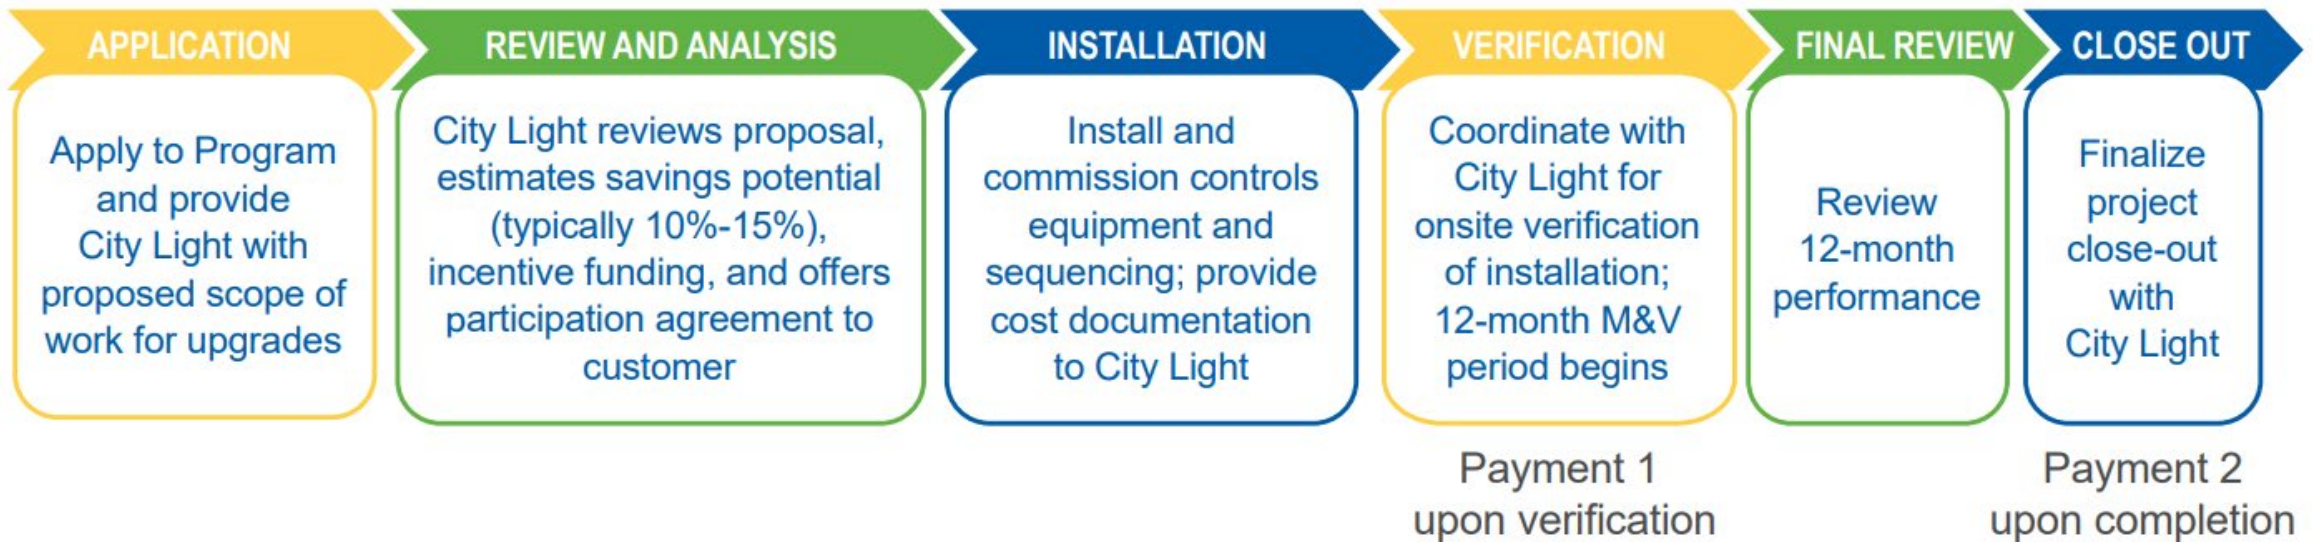 APPLICATION
Apply to Program
and provide
City Light with
proposed scope of
work for upgrades
REVIEW AND ANALYSIS
City Light reviews proposal,
estimates savings potential
(typically 10%-15%),
incentive funding, and offers
participation agreement to
customer
INSTALLATION
Install and
commission controls
equipment and
sequencing; provide
cost documentation
to City Light
VERIFICATION
Coordinate with
City Light for
onsite verification
of installation;
12-month M&V
period begins
Payment 1
upon verification
FINAL REVIEW
Review
12-month
performance
CLOSE OUT
Finalize
project
close-out
with
City Light
Payment 2
upon completion